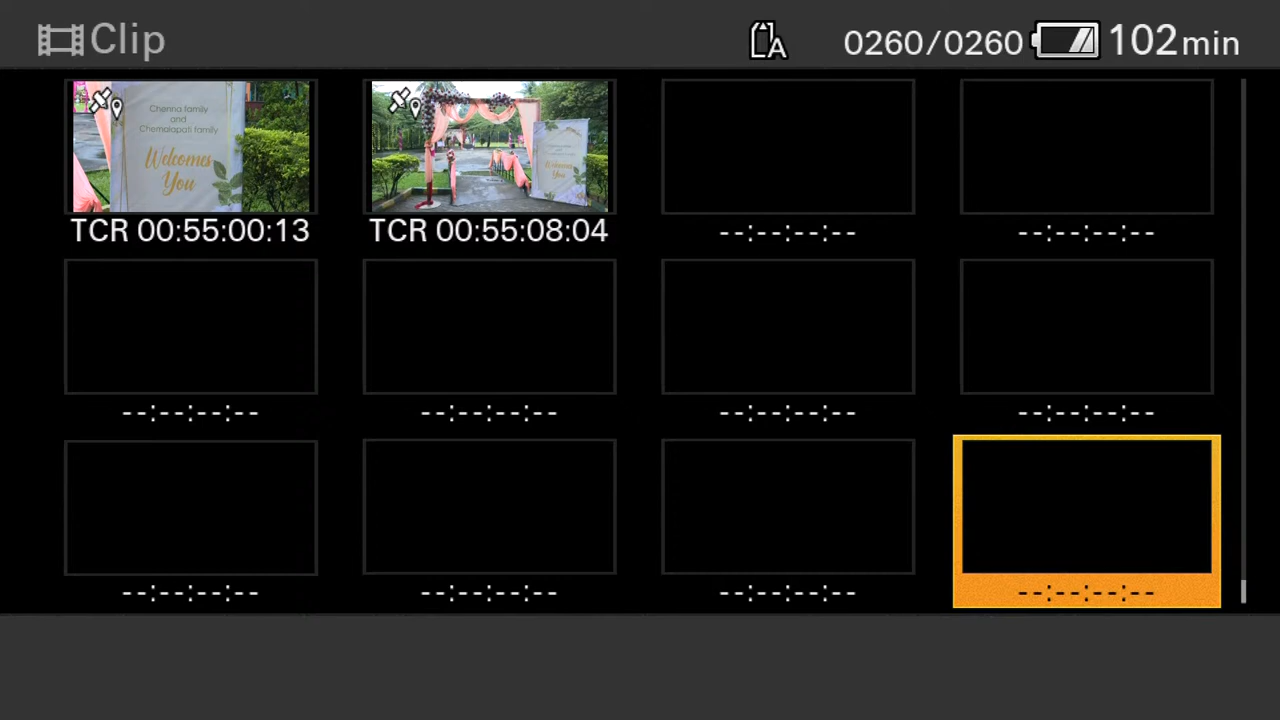 Clip
A
0260/0260
102min
Chenna family
and
Chemalapati family
Welcomes
You
TCR 00:55:00:13
TCR 00:55:08:04
--:--:--:--
--:--:--:--
--:--:--:--
--:--:--:--
--:--:--:--
--:--:--:--
--:--:--:--
--:--:--:--
--:--:--:--
--:--:--:--